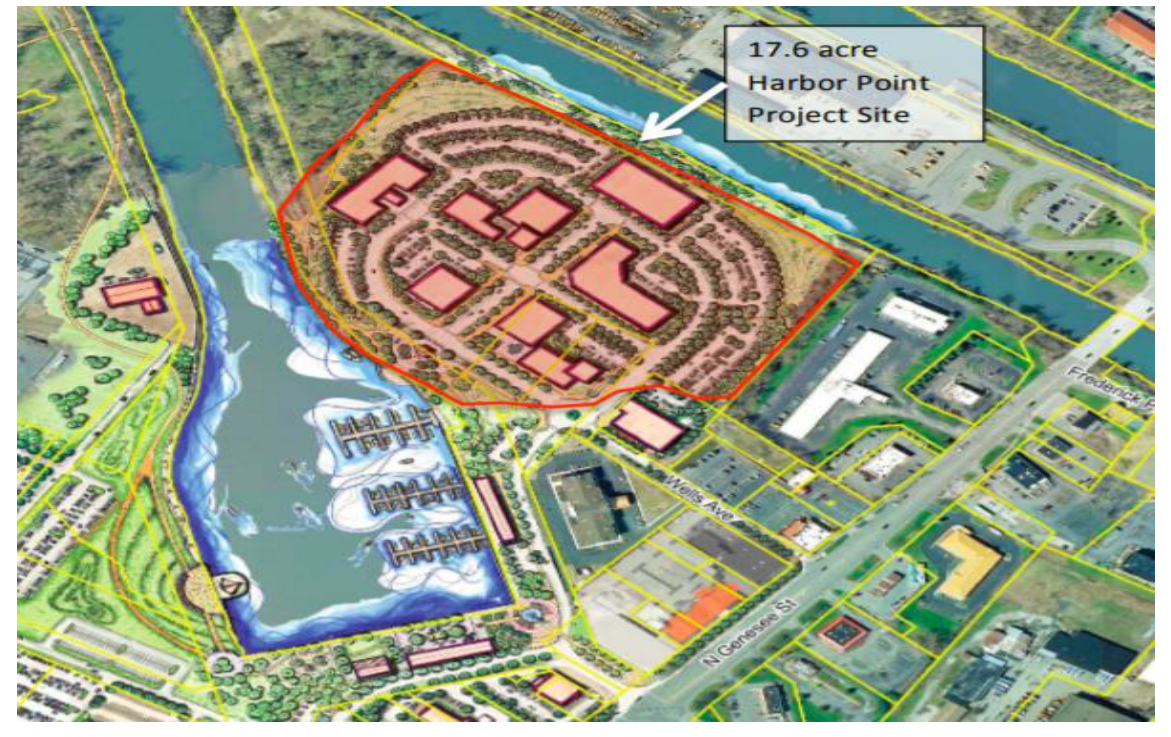 17.6 acre
Harbor Point
Project Site
Frederick
Wells Ave
N Genesee St